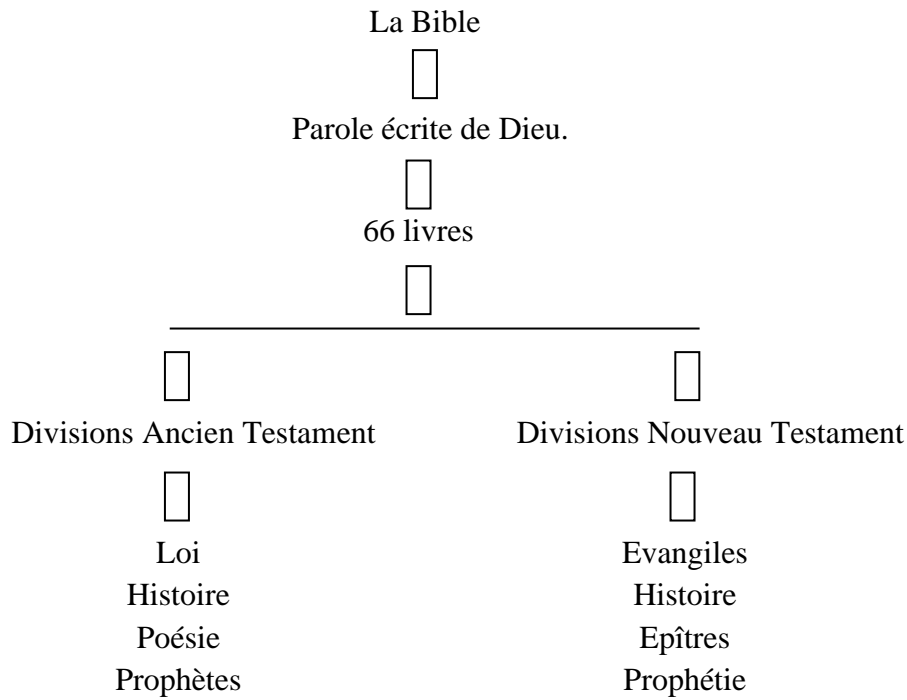 La Bible
Parole écrite de Dieu.
66 livres
Divisions Ancien Testament
Divisions Nouveau Testament
Loi
Histoire
Poésie
Prophètes
Evangiles
Histoire
Epîtres
Prophétie